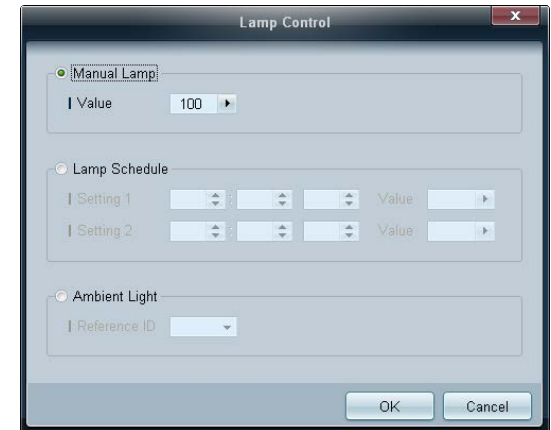 Lamp Control
Manual Lamp
Value 100
Lamp Schedule
Setting 1 : Value
Setting 2 : Value
Ambient Light
Reference ID
OK Cancel